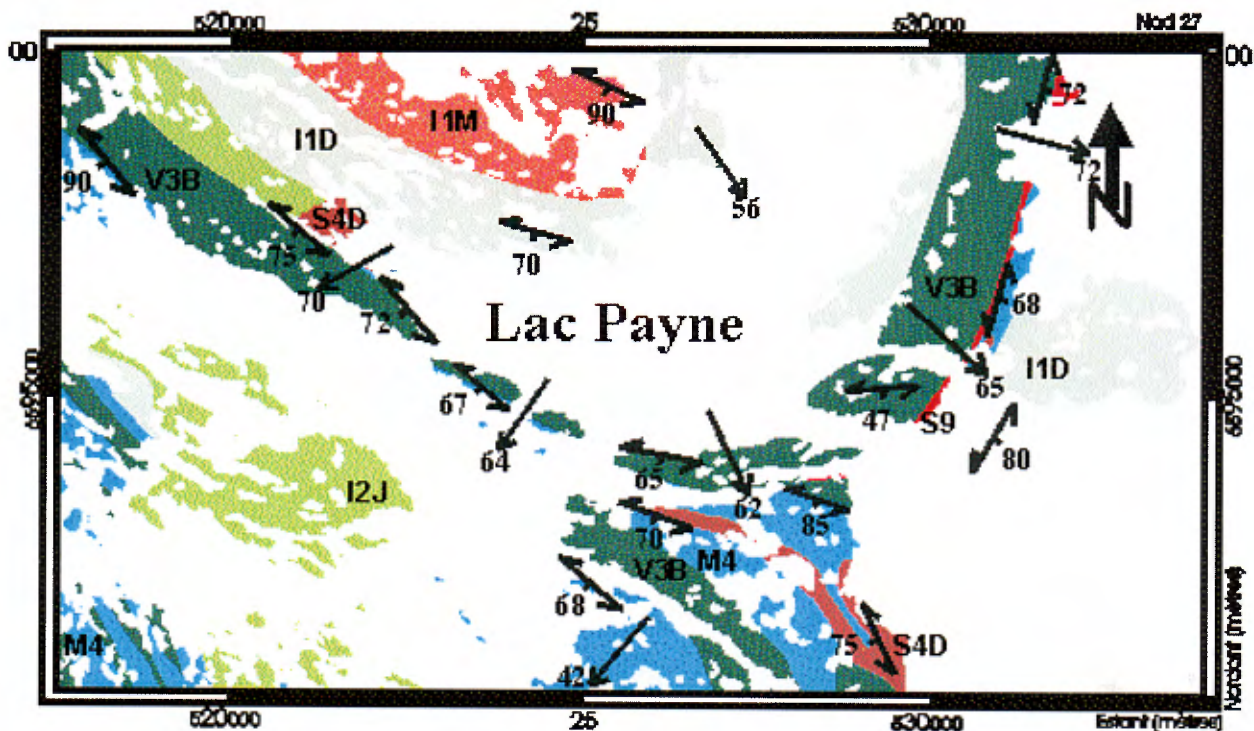 520000 25 530000 Nad 27
00 00
72
I1M 90
I1D
72
90 V3B
56
S4D
75 70
N
70 V3B 68
72 Lac Payne
I1D
65
6695000 67 47 S9 6695000
64 80
65
I2J 62
85
70
V3B M4
68
M4 75 S4D
42
Nordant (mètres)
520000 25 530000 Estant (mètres)